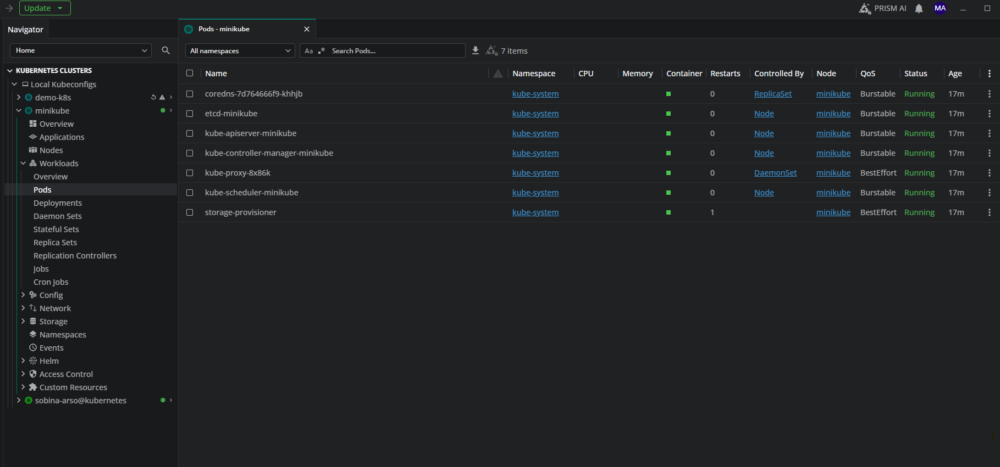 Update
PRISM AI
MA
Navigator
Pods - minikube
Home
All namespaces
Aa .* Search Pods...
7 items
KUBERNETES CLUSTERS
Local Kubeconfigs
demo-k8s
minikube
Overview
Applications
Nodes
Workloads
Overview
Pods
Deployments
Daemon Sets
Stateful Sets
Replica Sets
Replication Controllers
Jobs
Cron Jobs
Config
Network
Storage
Namespaces
Events
Helm
Access Control
Custom Resources
sobina-arso@kubernetes
Name Namespace CPU Memory Container Restarts Controlled By Node QoS Status Age
coredns-7d764666f9-khhjb kube-system 0 ReplicaSet minikube Burstable Running 17m
etcd-minikube kube-system 0 Node minikube Burstable Running 17m
kube-apiserver-minikube kube-system 0 Node minikube Burstable Running 17m
kube-controller-manager-minikube kube-system 0 Node minikube Burstable Running 17m
kube-proxy-8x86k kube-system 0 DaemonSet minikube BestEffort Running 17m
kube-scheduler-minikube kube-system 0 Node minikube Burstable Running 17m
storage-provisioner kube-system 1 minikube BestEffort Running 17m